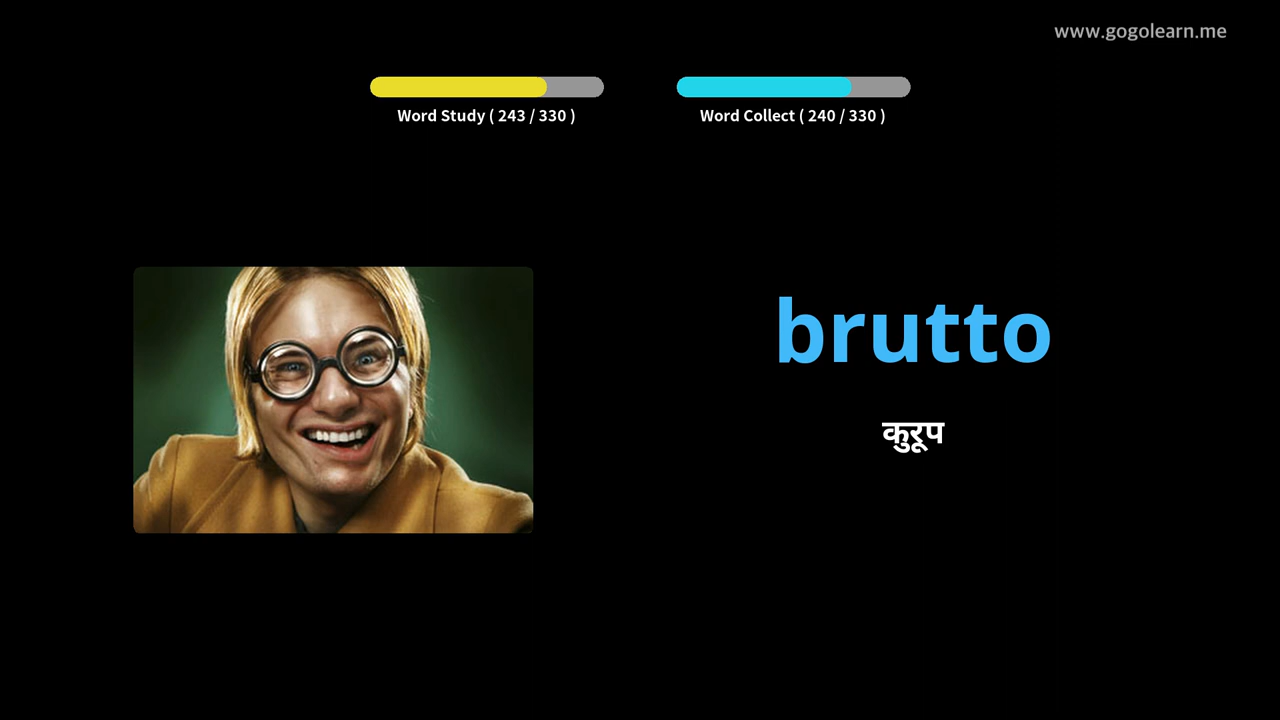 www.gogolearn.me
Word Study ( 243 / 330 )
Word Collect ( 240 / 330 )
brutto
कुरूप